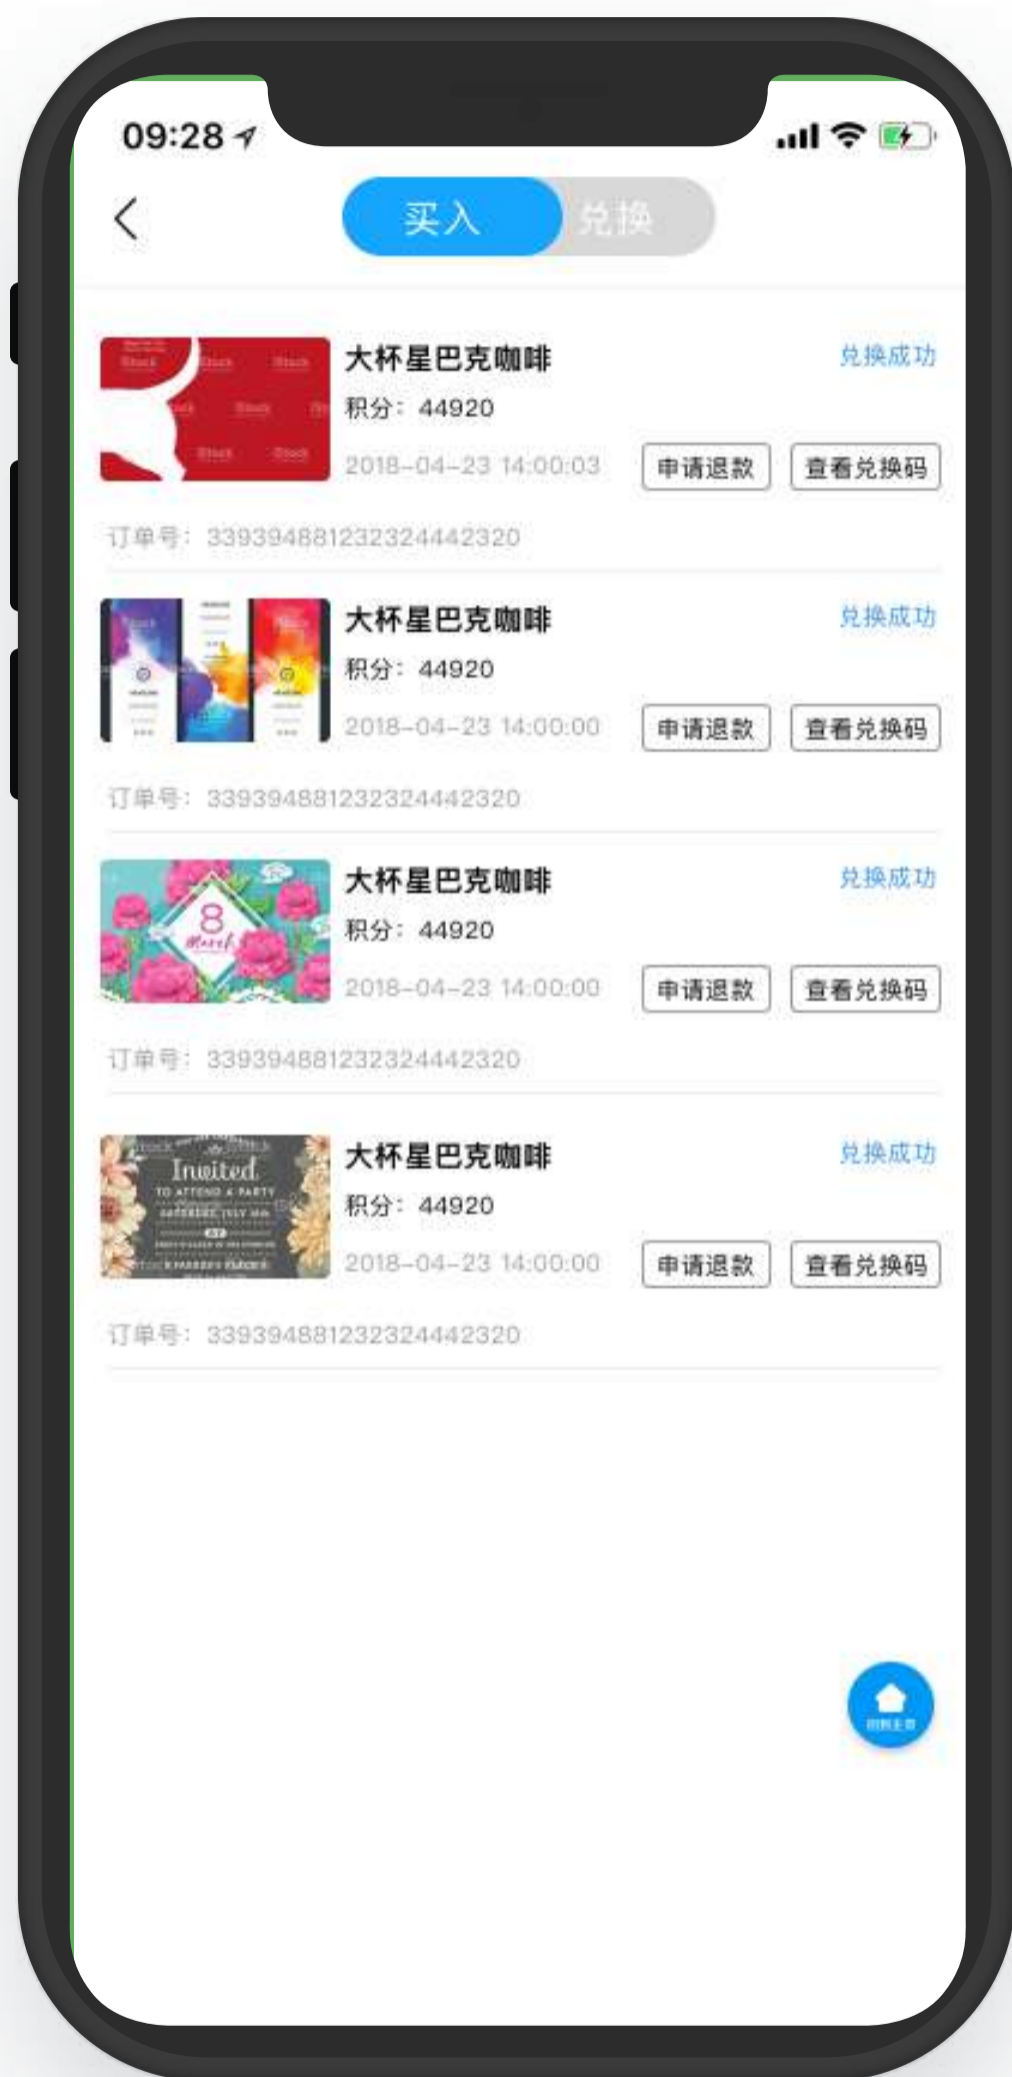 09:28
买入 兑换
大杯星巴克咖啡 兑换成功
积分：44920
2018-04-23 14:00:03 申请退款 查看兑换码
订单号：3393948812323244423​20
大杯星巴克咖啡 兑换成功
积分：44920
2018-04-23 14:00:00 申请退款 查看兑换码
订单号：339394881232324442320
8
March
大杯星巴克咖啡 兑换成功
积分：44920
2018-04-23 14:00:00 申请退款 查看兑换码
订单号：339394881232324442320
Invited
TO ATTEND A PARTY
大杯星巴克咖啡 兑换成功
积分：44920
2018-04-23 14:00:00 申请退款 查看兑换码
订单号：339394881232324442320